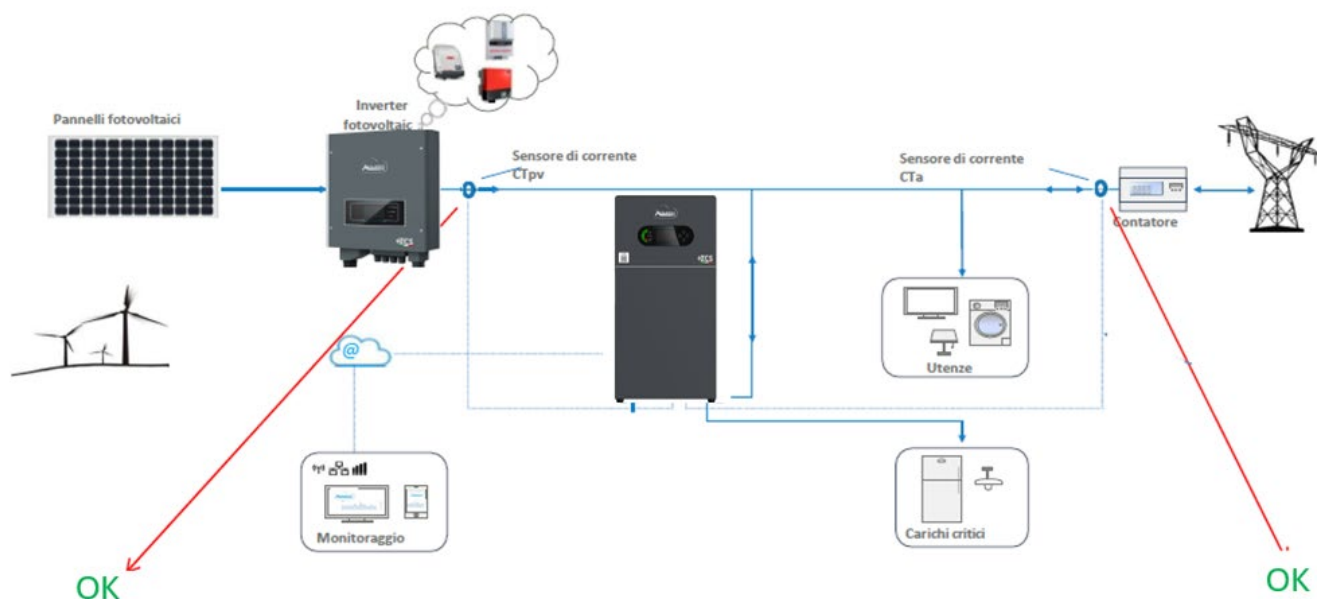 Pannelli fotovoltaici
Inverter
fotovoltaic
Sensore di corrente
CTpv
Sensore di corrente
CTa
Contatore
@
Utenze
Monitoraggio
Carichi critici
OK
OK